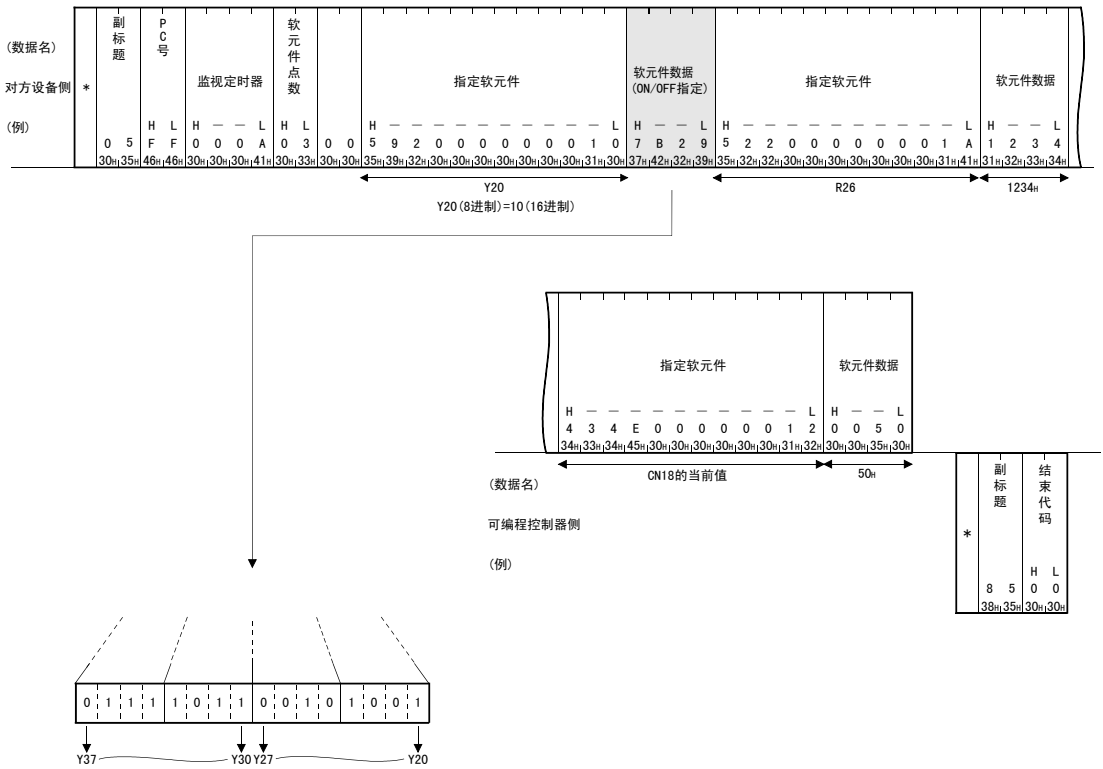 (数据名)
对方设备侧
(例)
*
副标题
0 5
30H 35H
PC号
H L
F F
46H 46H
监视定时器
H — — L
0 0 0 A
30H 30H 30H 41H
软元件点数
H L
0 3
30H 33H
0 0
30H 30H
指定软元件
H — — — — — — — — — — L
5 9 2 0 0 0 0 0 0 0 1 0
35H 39H 32H 30H 30H 30H 30H 30H 30H 30H 31H 30H
Y20
Y20(8进制)=10(16进制)
软元件数据
(ON/OFF指定)
H — — L
7 B 2 9
37H 42H 32H 39H
指定软元件
H — — — — — — — — — — L
5 2 2 0 0 0 0 0 0 0 1 A
35H 32H 32H 30H 30H 30H 30H 30H 30H 30H 31H 41H
R26
软元件数据
H — — L
1 2 3 4
31H 32H 33H 34H
1234H
指定软元件
H — — — — — — — — — — L
4 3 4 E 0 0 0 0 0 0 1 2
34H 33H 34H 45H 30H 30H 30H 30H 30H 30H 31H 32H
CN18的当前值
软元件数据
H — — L
0 0 5 0
30H 30H 35H 30H
50H
(数据名)
可编程控制器侧
(例)
*
副标题
8 5
38H 35H
结束代码
H L
0 0
30H 30H
0 1 1 1 1 0 1 1 0 0 1 0 1 0 0 1
Y37 Y30 Y27 Y20